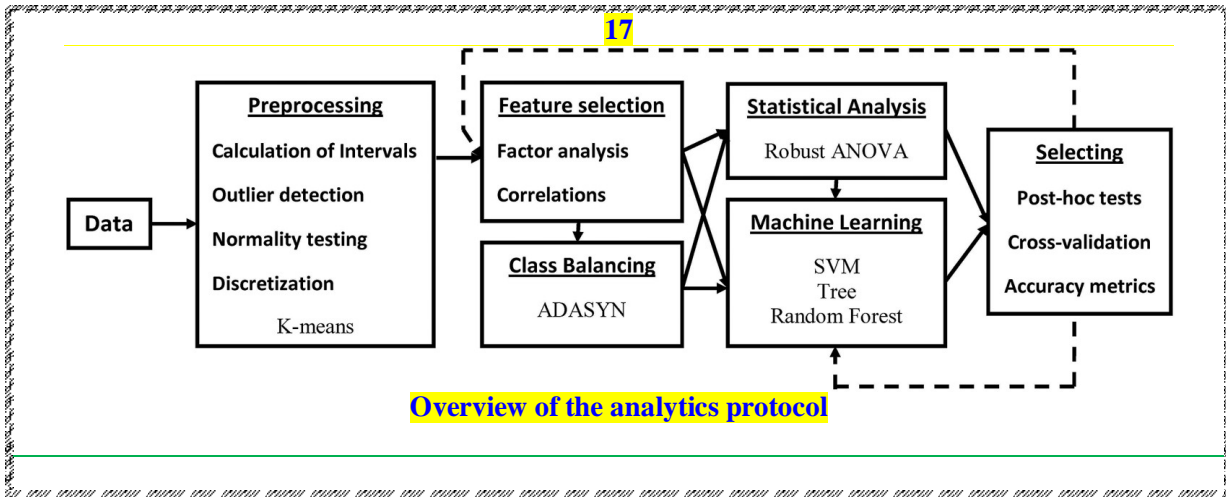 17
Data
Preprocessing
Calculation of Intervals
Outlier detection
Normality testing
Discretization
K-means
Feature selection
Factor analysis
Correlations
Class Balancing
ADASYN
Statistical Analysis
Robust ANOVA
Machine Learning
SVM
Tree
Random Forest
Selecting
Post-hoc tests
Cross-validation
Accuracy metrics
Overview of the analytics protocol